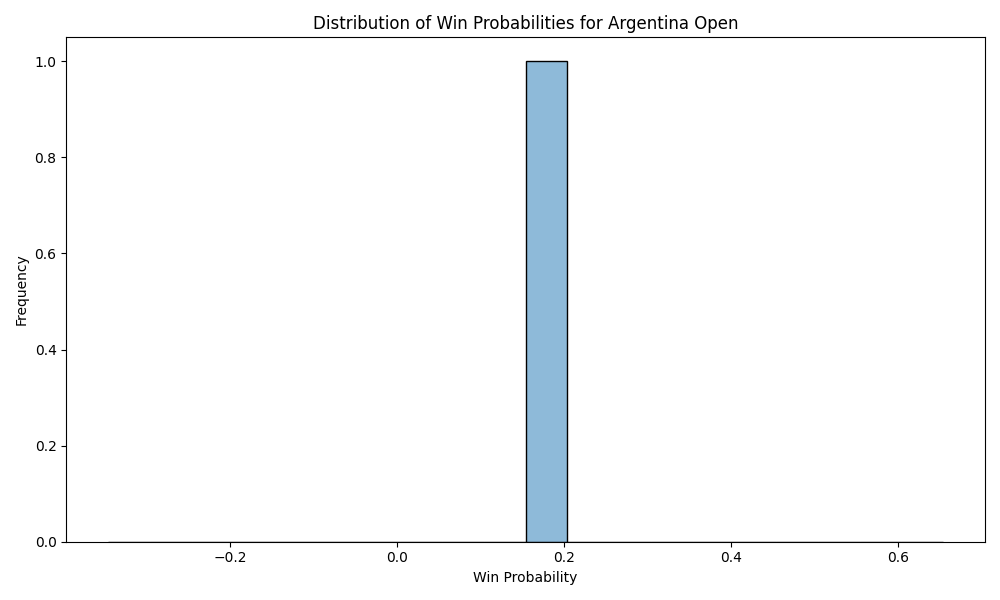 Distribution of Win Probabilities for Argentina Open
1.0
0.8
0.6
0.4
0.2
0.0
Frequency
−0.2 0.0 0.2 0.4 0.6
Win Probability